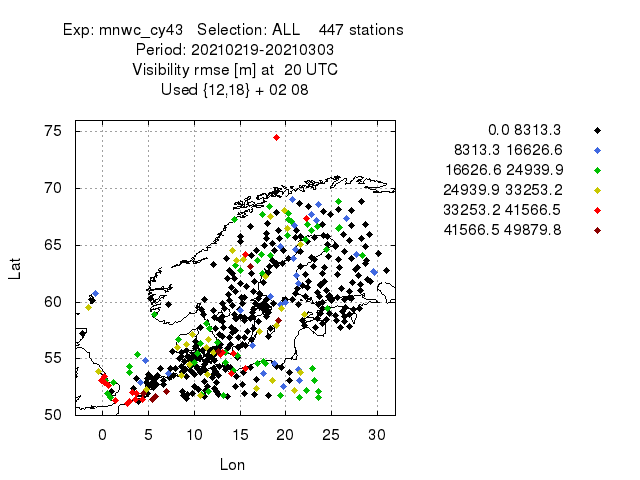 Exp: mnwc_cy43 Selection: ALL 447 stations
Period: 20210219-20210303
Visibility rmse [m] at 20 UTC
Used {12,18} + 02 08
0.0 8313.3
8313.3 16626.6
16626.6 24939.9
24939.9 33253.2
33253.2 41566.5
41566.5 49879.8
75
70
65
60
55
50
Lat
0 5 10 15 20 25 30
Lon